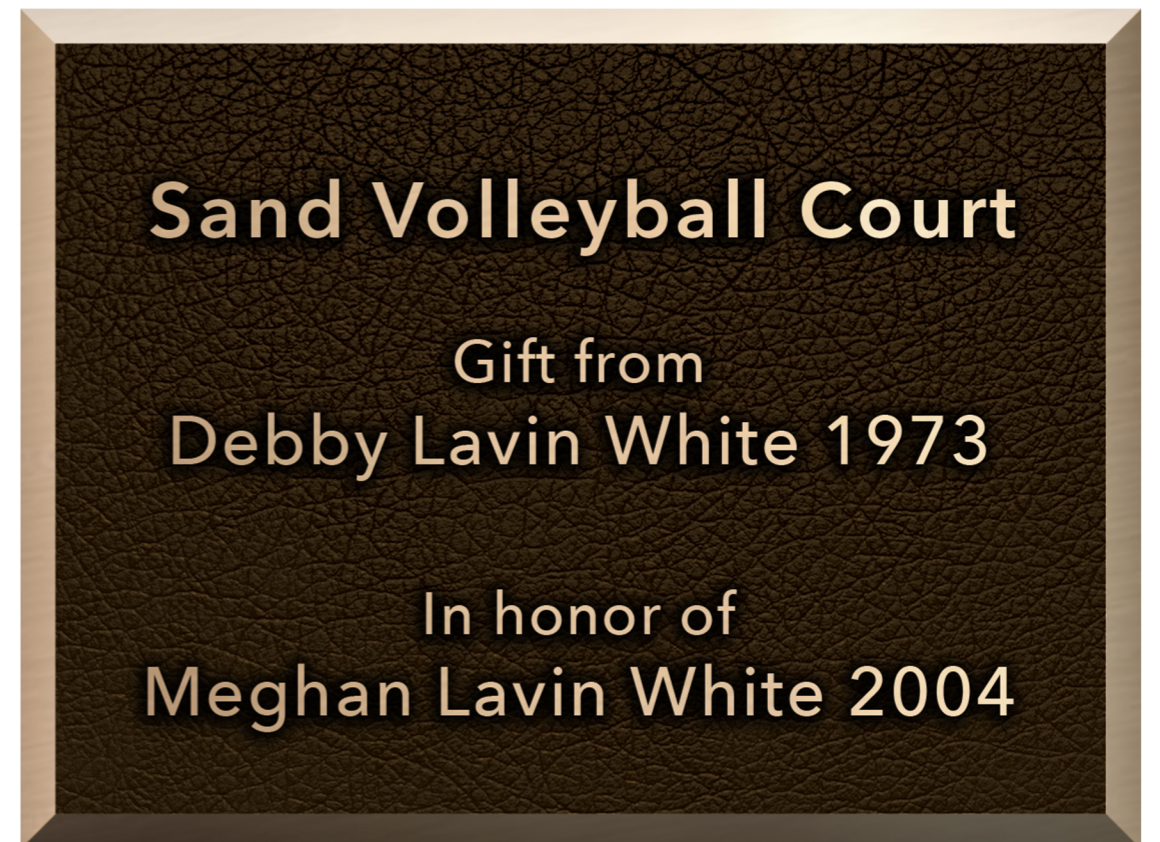 Sand Volleyball Court
Gift from
Debby Lavin White 1973
In honor of
Meghan Lavin White 2004